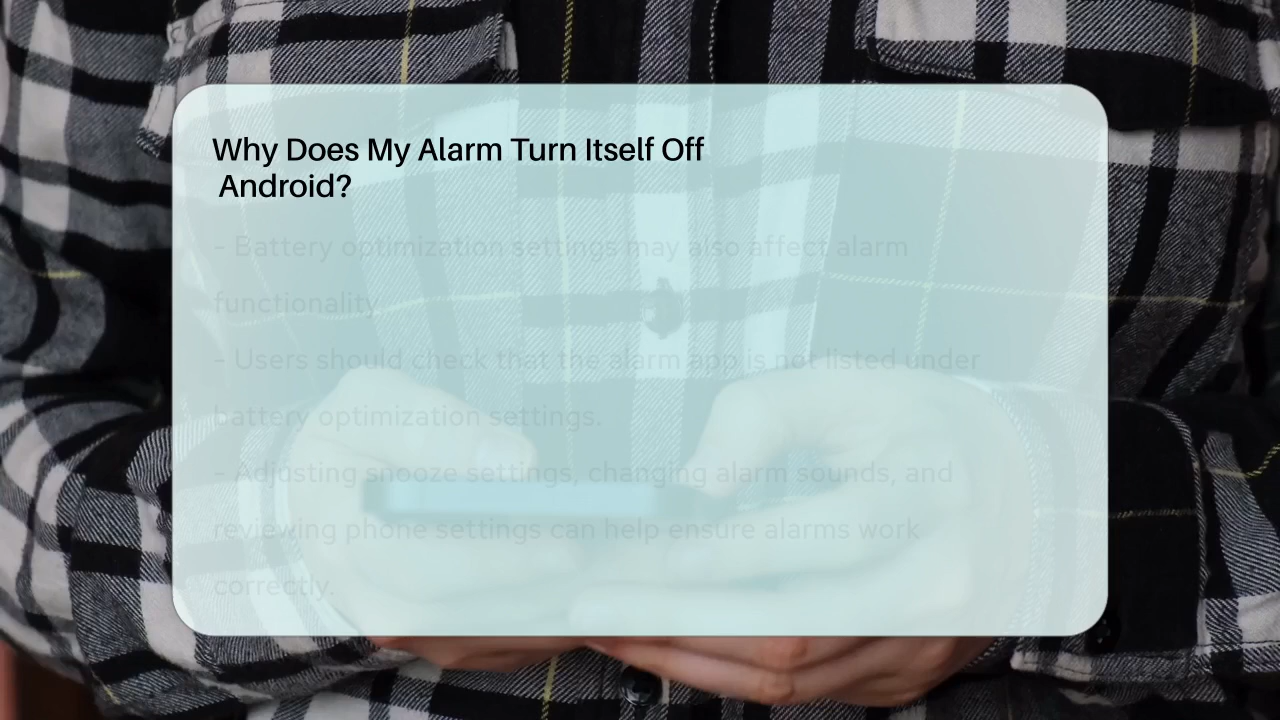 Why Does My Alarm Turn Itself Off
Android?
– Battery optimization settings may also affect alarm
functionality.
– Users should check that the alarm app is not listed under
battery optimization settings.
– Adjusting snooze settings, changing alarm sounds, and
reviewing phone settings can help ensure alarms work
correctly.